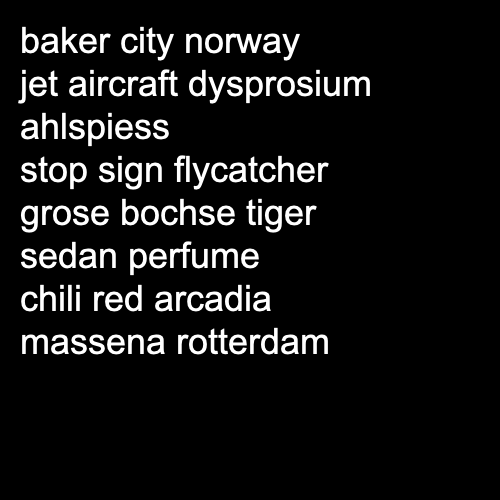 baker city norway
jet aircraft dysprosium
ahlspiess
stop sign flycatcher
grose bochse tiger
sedan perfume
chili red arcadia
massena rotterdam